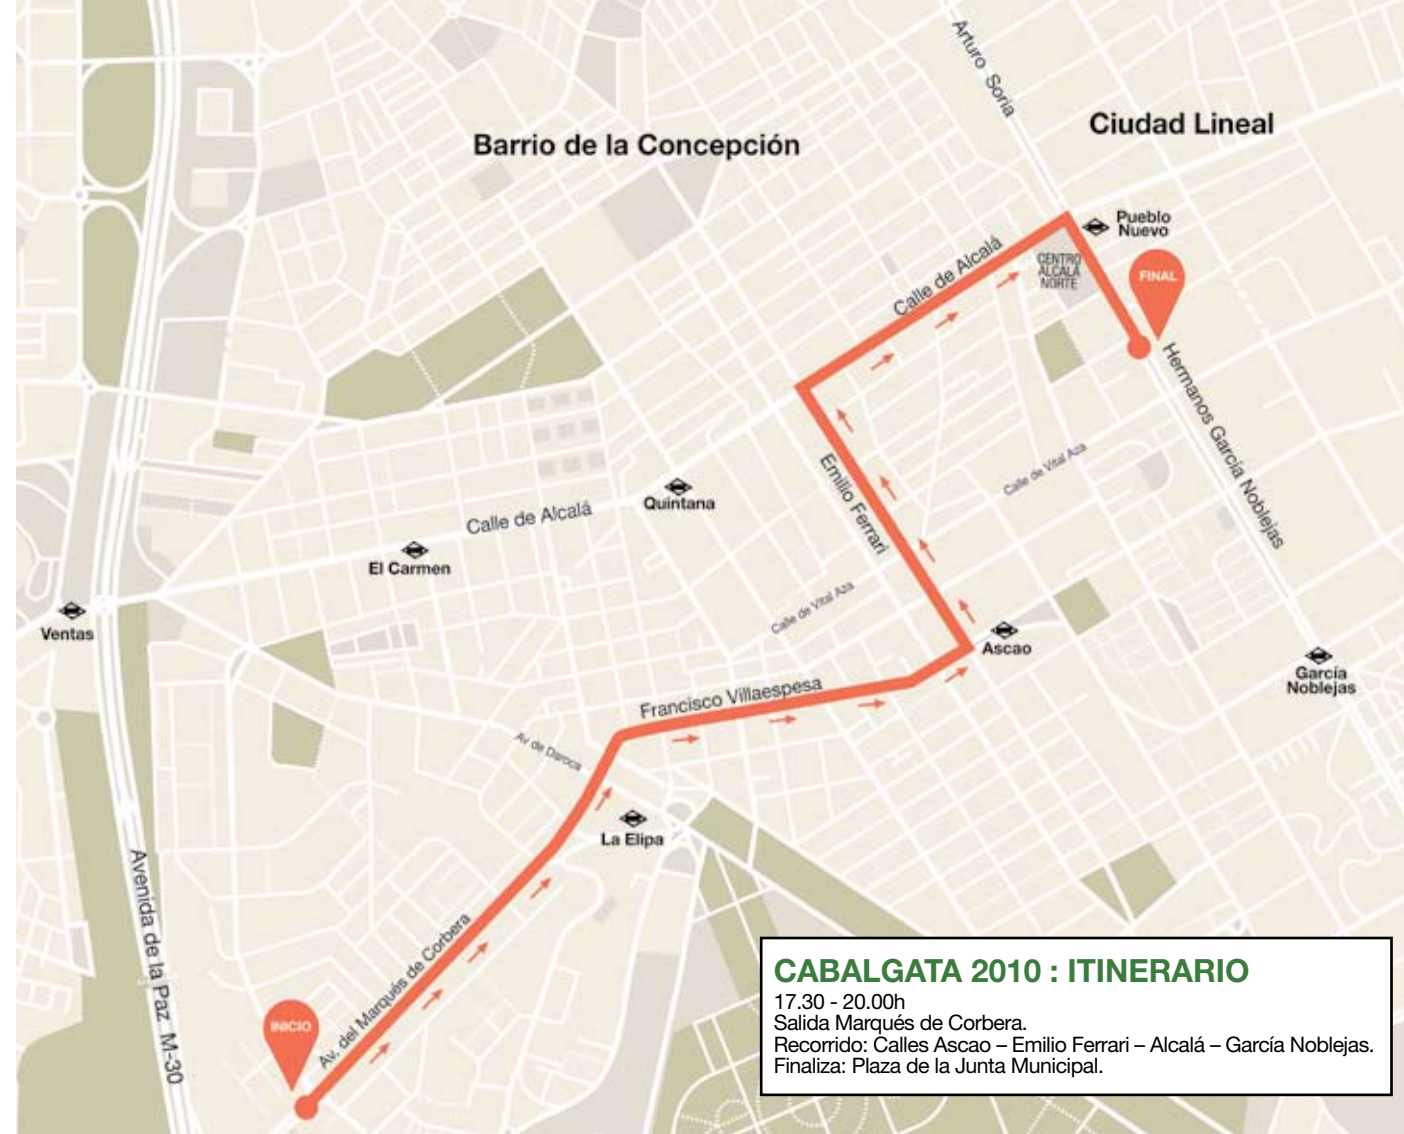 Arturo Soria
Ciudad Lineal
Barrio de la Concepción
Pueblo
Nuevo
Calle de Alcalá
CENTRO
ALCALÁ
NORTE
FINAL
Hermanos García Noblejas
Emilio Ferrari
Calle de Vital Aza
Quintana
Calle de Alcalá
El Carmen
Ventas
Calle de Vital Aza
Ascao
García
Noblejas
Francisco Villaespesa
Av de Daroca
La Elipa
Avenida de la Paz M-30
Av. del Marqués de Corbera
INICIO
CABALGATA 2010 : ITINERARIO
17.30 - 20.00h
Salida Marqués de Corbera.
Recorrido: Calles Ascao – Emilio Ferrari – Alcalá – García Noblejas.
Finaliza: Plaza de la Junta Municipal.